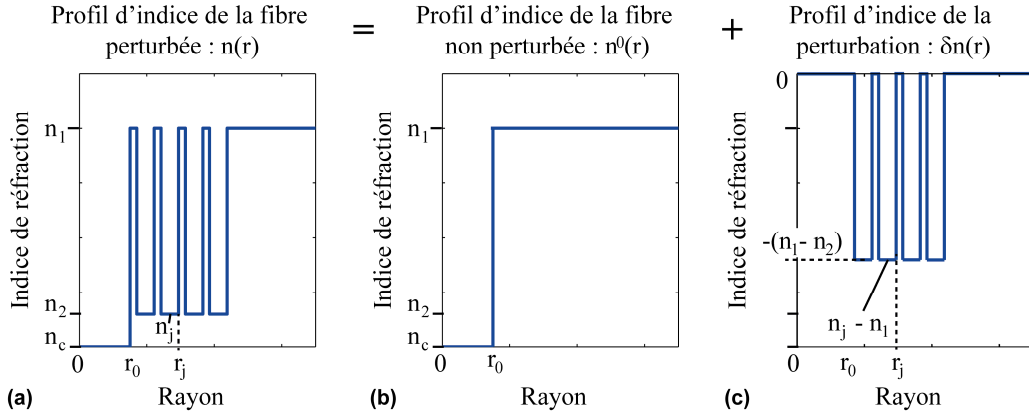 Profil d'indice de la fibre
perturbée : n(r)
=
Profil d'indice de la fibre
non perturbée : n⁰(r)
+
Profil d'indice de la
perturbation : δn(r)
Indice de réfraction
n₁
n₂
n_c
n_j
0
r₀
r_j
(a)
Rayon
Indice de réfraction
n₁
n₂
n_c
0
r₀
(b)
Rayon
Indice de réfraction
0
-(n₁- n₂)
n_j - n₁
0
r₀
r_j
(c)
Rayon